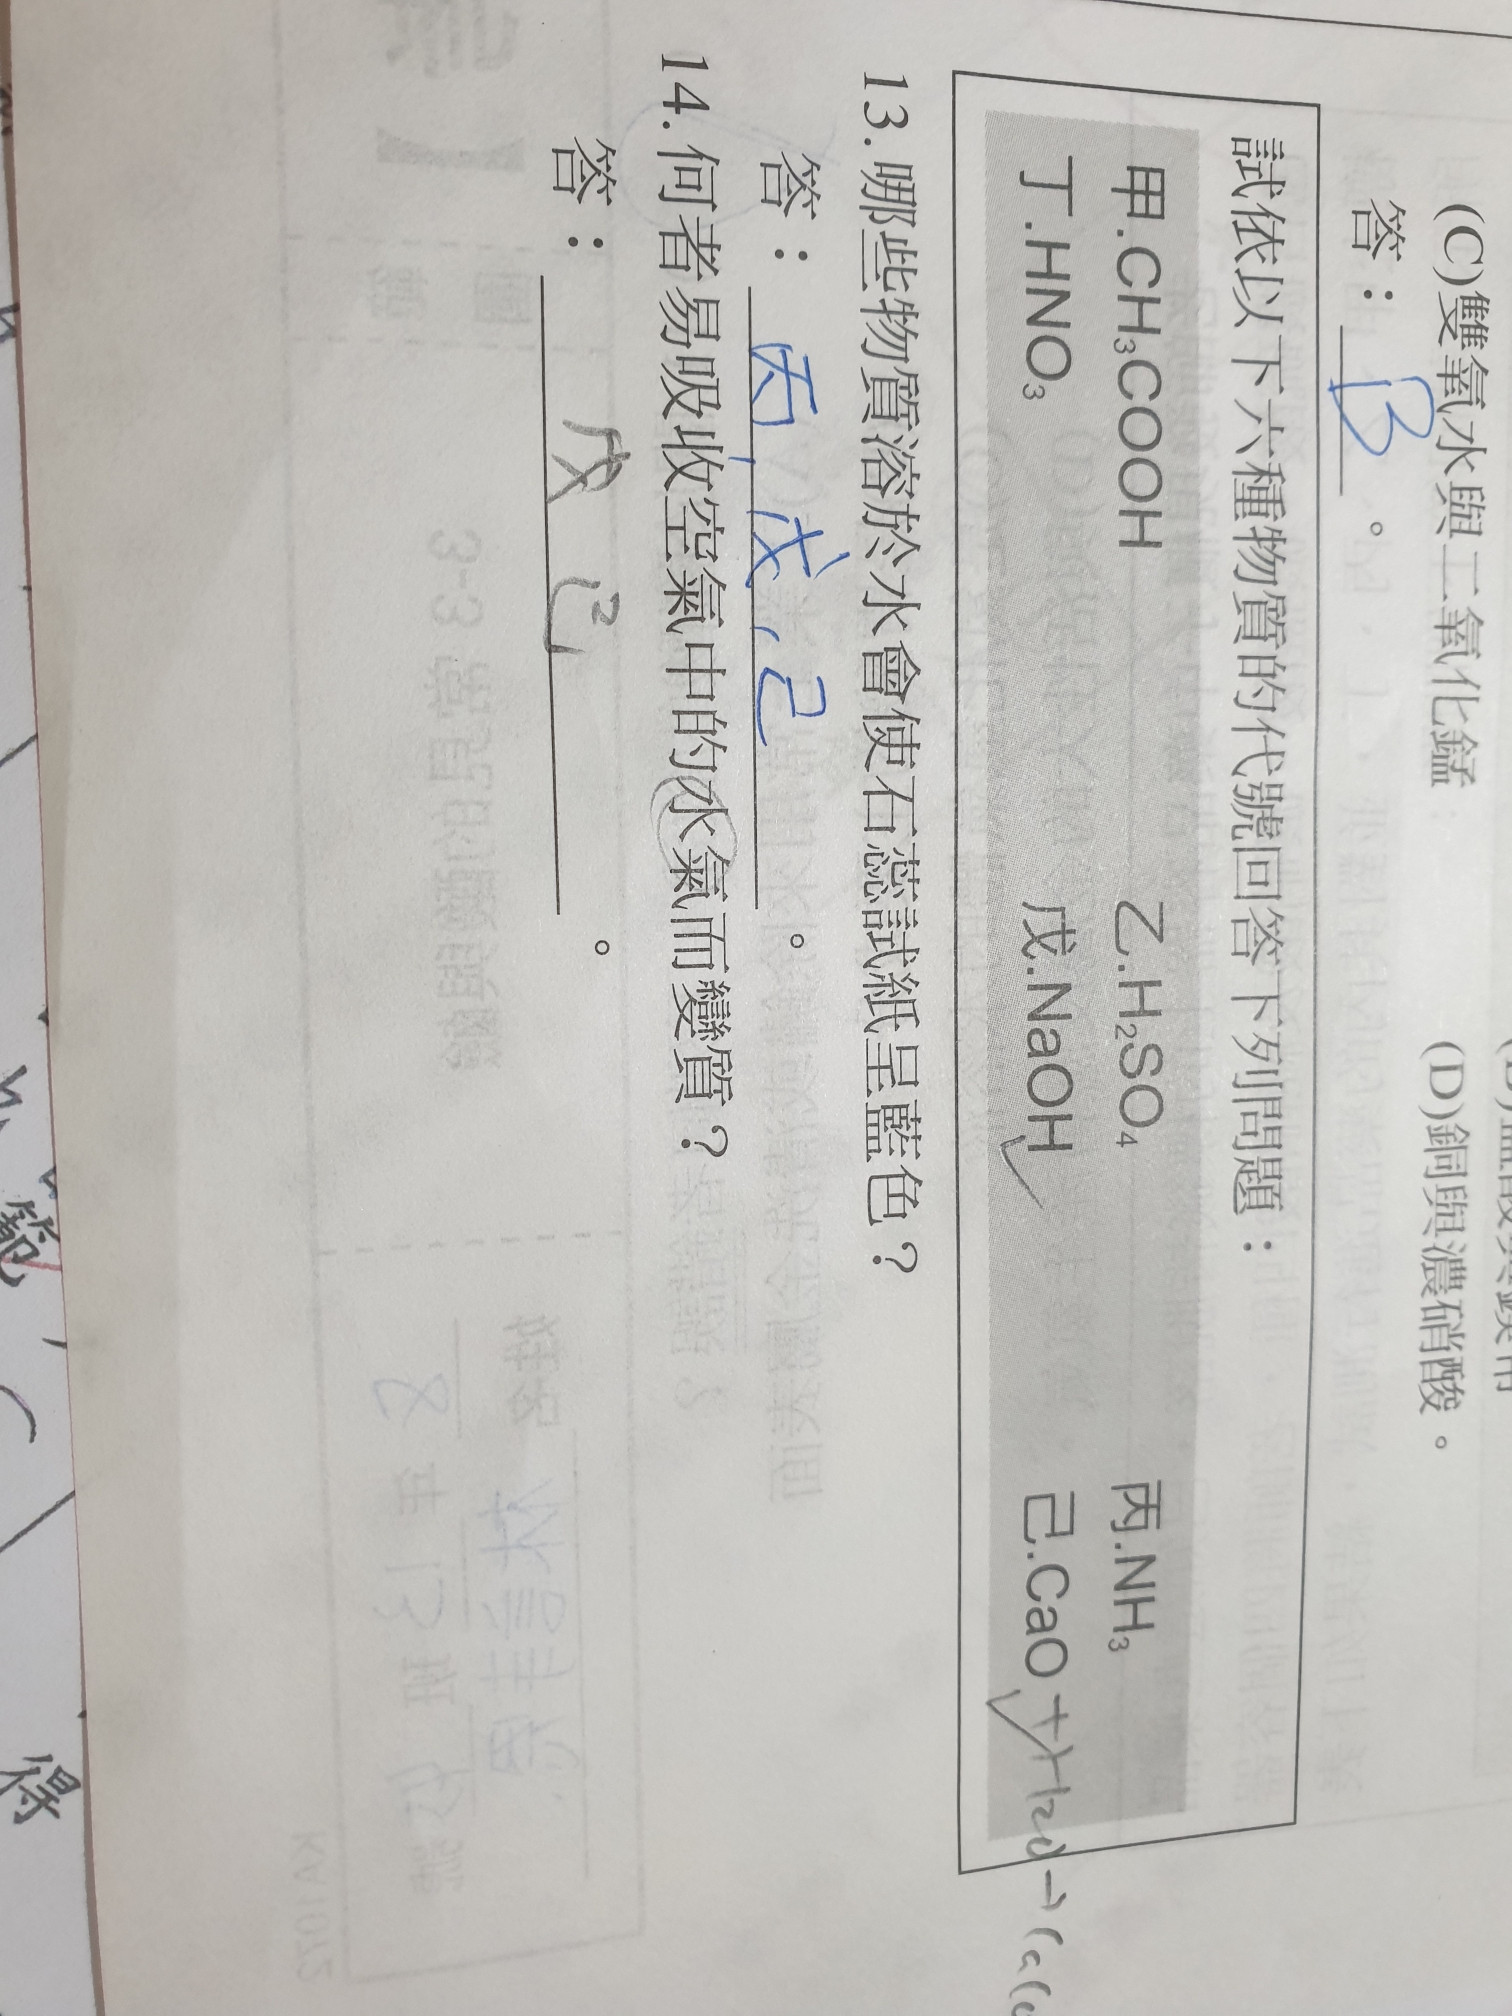 (C)雙氧水與二氧化錳 (D)銅與濃硝酸。
答：B。
試依以下六種物質的代號回答下列問題：
甲.CH₃COOH 乙.H₂SO₄ 丙.NH₃
丁.HNO₃ 戊.NaOH 己.CaO+H₂O→Ca(
13.哪些物質溶於水會使石蕊試紙呈藍色？
答：丙,戊,己。
14.何者易吸收空氣中的水氣而變質？
答：戊 己。
得